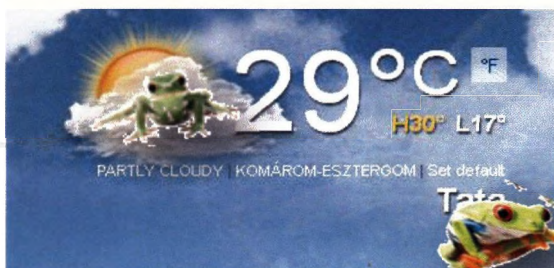 29°C °F
H30° L17°
PARTLY CLOUDY | KOMÁROM-ESZTERGOM | Set default
Tata